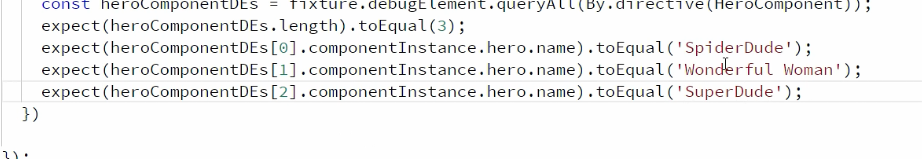 const heroComponentDEs = fixture.debugElement.queryAll(By.directive(HeroComponent));
expect(heroComponentDEs.length).toEqual(3);
expect(heroComponentDEs[0].componentInstance.hero.name).toEqual('SpiderDude');
expect(heroComponentDEs[1].componentInstance.hero.name).toEqual('Wonderful Woman');
expect(heroComponentDEs[2].componentInstance.hero.name).toEqual('SuperDude');
})
});